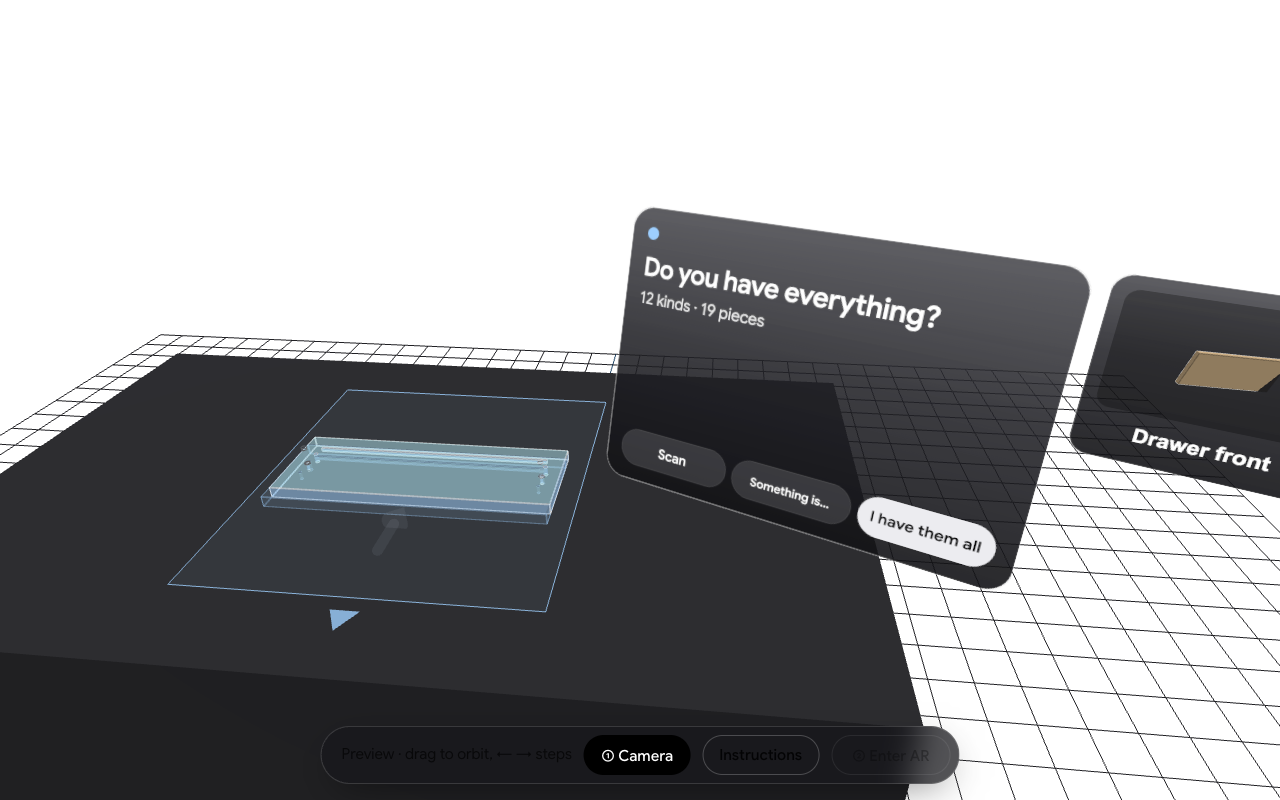 Do you have everything?
12 kinds · 19 pieces
Scan
Something is...
I have them all
Drawer front
Preview · drag to orbit, ← → steps
Camera
Instructions
Enter AR